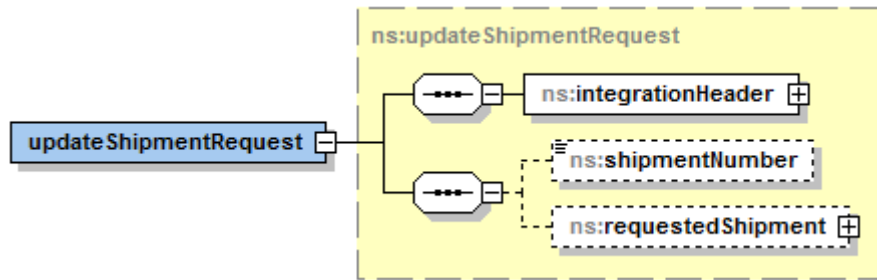 ns:updateShipmentRequest
ns:integrationHeader
updateShipmentRequest
ns:shipmentNumber
ns:requestedShipment